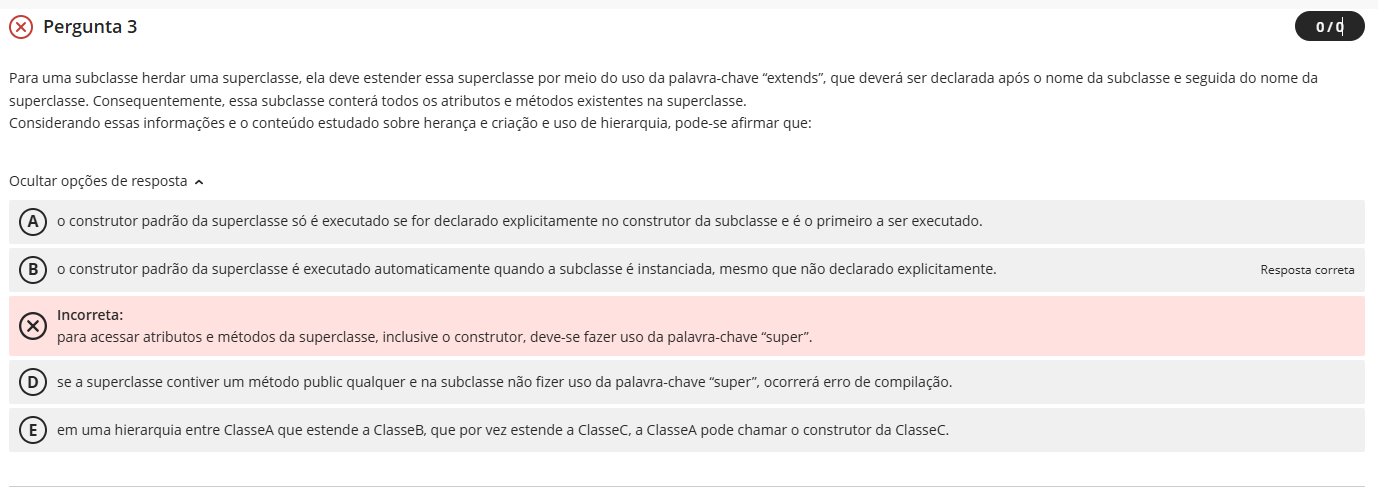 Pergunta 3
0 / 0
Para uma subclasse herdar uma superclasse, ela deve estender essa superclasse por meio do uso da palavra-chave “extends”, que deverá ser declarada após o nome da subclasse e seguida do nome da
superclasse. Consequentemente, essa subclasse conterá todos os atributos e métodos existentes na superclasse.
Considerando essas informações e o conteúdo estudado sobre herança e criação e uso de hierarquia, pode-se afirmar que:
Ocultar opções de resposta
A o construtor padrão da superclasse só é executado se for declarado explicitamente no construtor da subclasse e é o primeiro a ser executado.
B o construtor padrão da superclasse é executado automaticamente quando a subclasse é instanciada, mesmo que não declarado explicitamente. Resposta correta
Incorreta:
para acessar atributos e métodos da superclasse, inclusive o construtor, deve-se fazer uso da palavra-chave “super”.
D se a superclasse contiver um método public qualquer e na subclasse não fizer uso da palavra-chave “super”, ocorrerá erro de compilação.
E em uma hierarquia entre ClasseA que estende a ClasseB, que por vez estende a ClasseC, a ClasseA pode chamar o construtor da ClasseC.